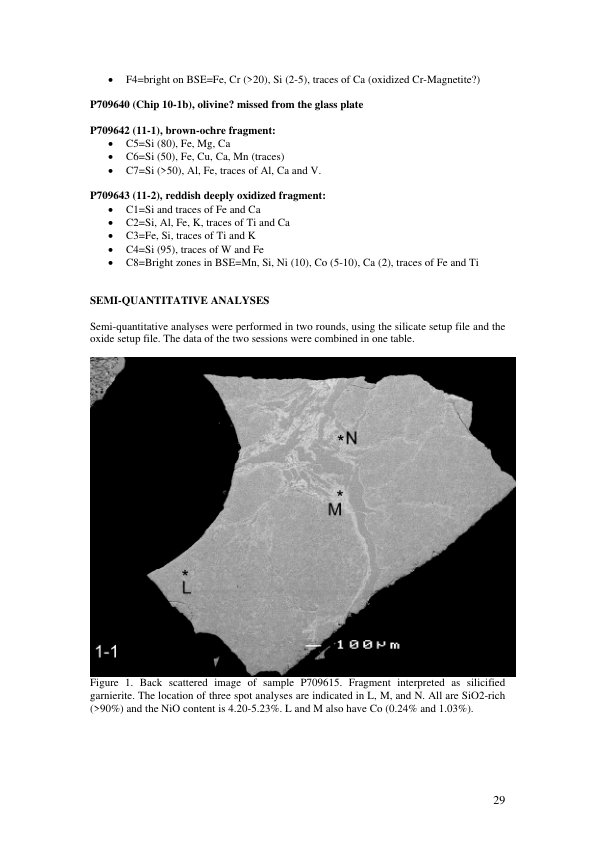 • F4=bright on BSE=Fe, Cr (>20), Si (2-5), traces of Ca (oxidized Cr-Magnetite?)
P709640 (Chip 10-1b), olivine? missed from the glass plate
P709642 (11-1), brown-ochre fragment:
• C5=Si (80), Fe, Mg, Ca
• C6=Si (50), Fe, Cu, Ca, Mn (traces)
• C7=Si (>50), Al, Fe, traces of Al, Ca and V.
P709643 (11-2), reddish deeply oxidized fragment:
• C1=Si and traces of Fe and Ca
• C2=Si, Al, Fe, K, traces of Ti and Ca
• C3=Fe, Si, traces of Ti and K
• C4=Si (95), traces of W and Fe
• C8=Bright zones in BSE=Mn, Si, Ni (10), Co (5-10), Ca (2), traces of Fe and Ti
SEMI-QUANTITATIVE ANALYSES
Semi-quantitative analyses were performed in two rounds, using the silicate setup file and the
oxide setup file. The data of the two sessions were combined in one table.
*N
*
M
*
L
100µm
1-1
Figure 1. Back scattered image of sample P709615. Fragment interpreted as silicified
garnierite. The location of three spot analyses are indicated in L, M, and N. All are SiO2-rich
(>90%) and the NiO content is 4.20-5.23%. L and M also have Co (0.24% and 1.03%).
29